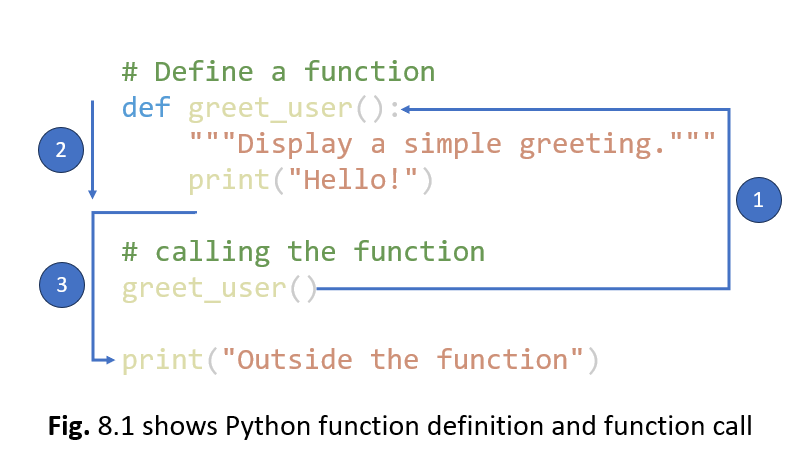 # Define a function
def greet_user():
"""Display a simple greeting."""
2
print("Hello!")
1
# calling the function
greet_user()
3
print("Outside the function")
Fig. 8.1 shows Python function definition and function call